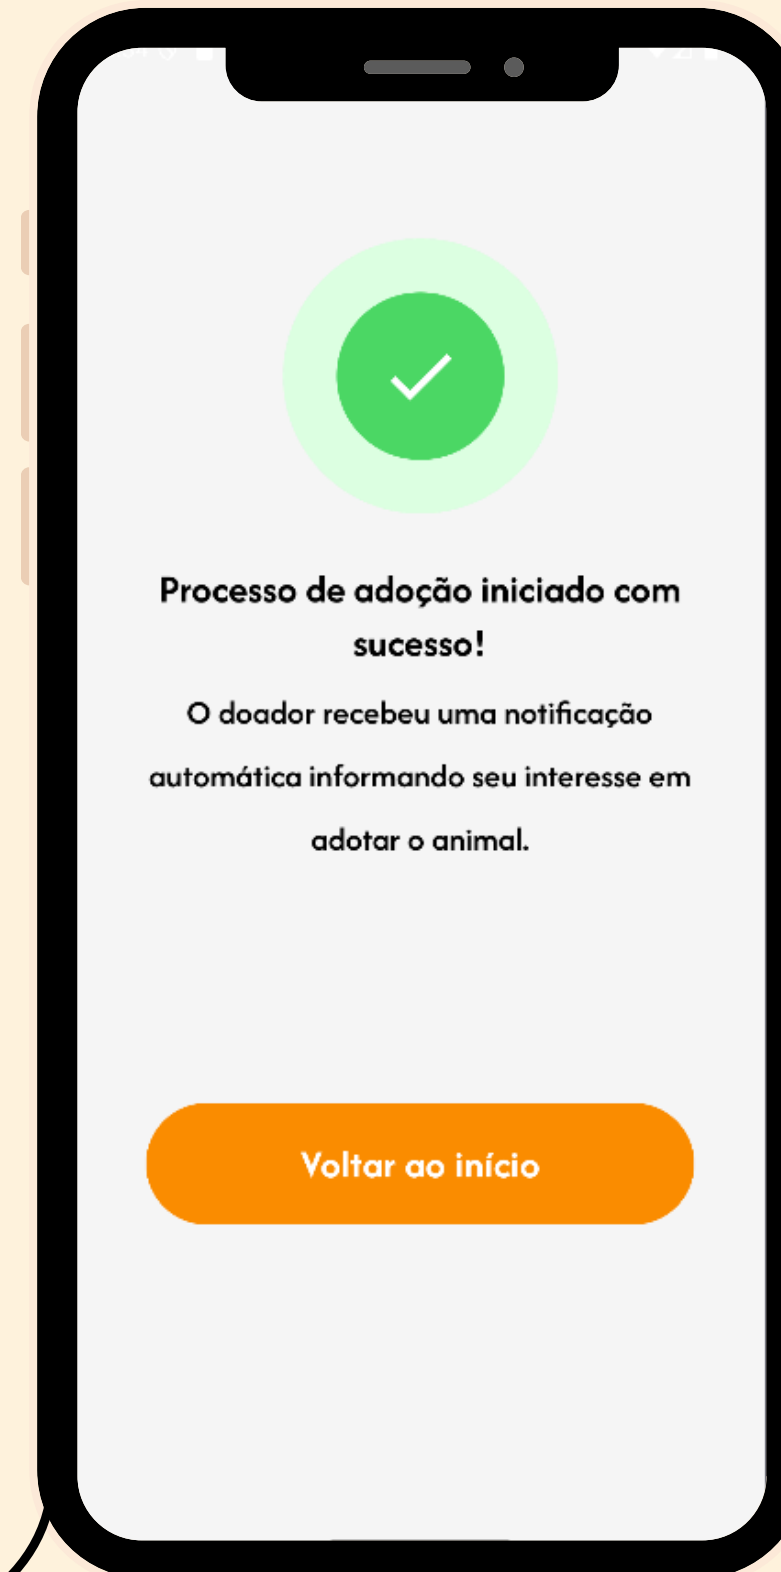 Processo de adoção iniciado com
sucesso!
O doador recebeu uma notificação
automática informando seu interesse em
adotar o animal.
Voltar ao início